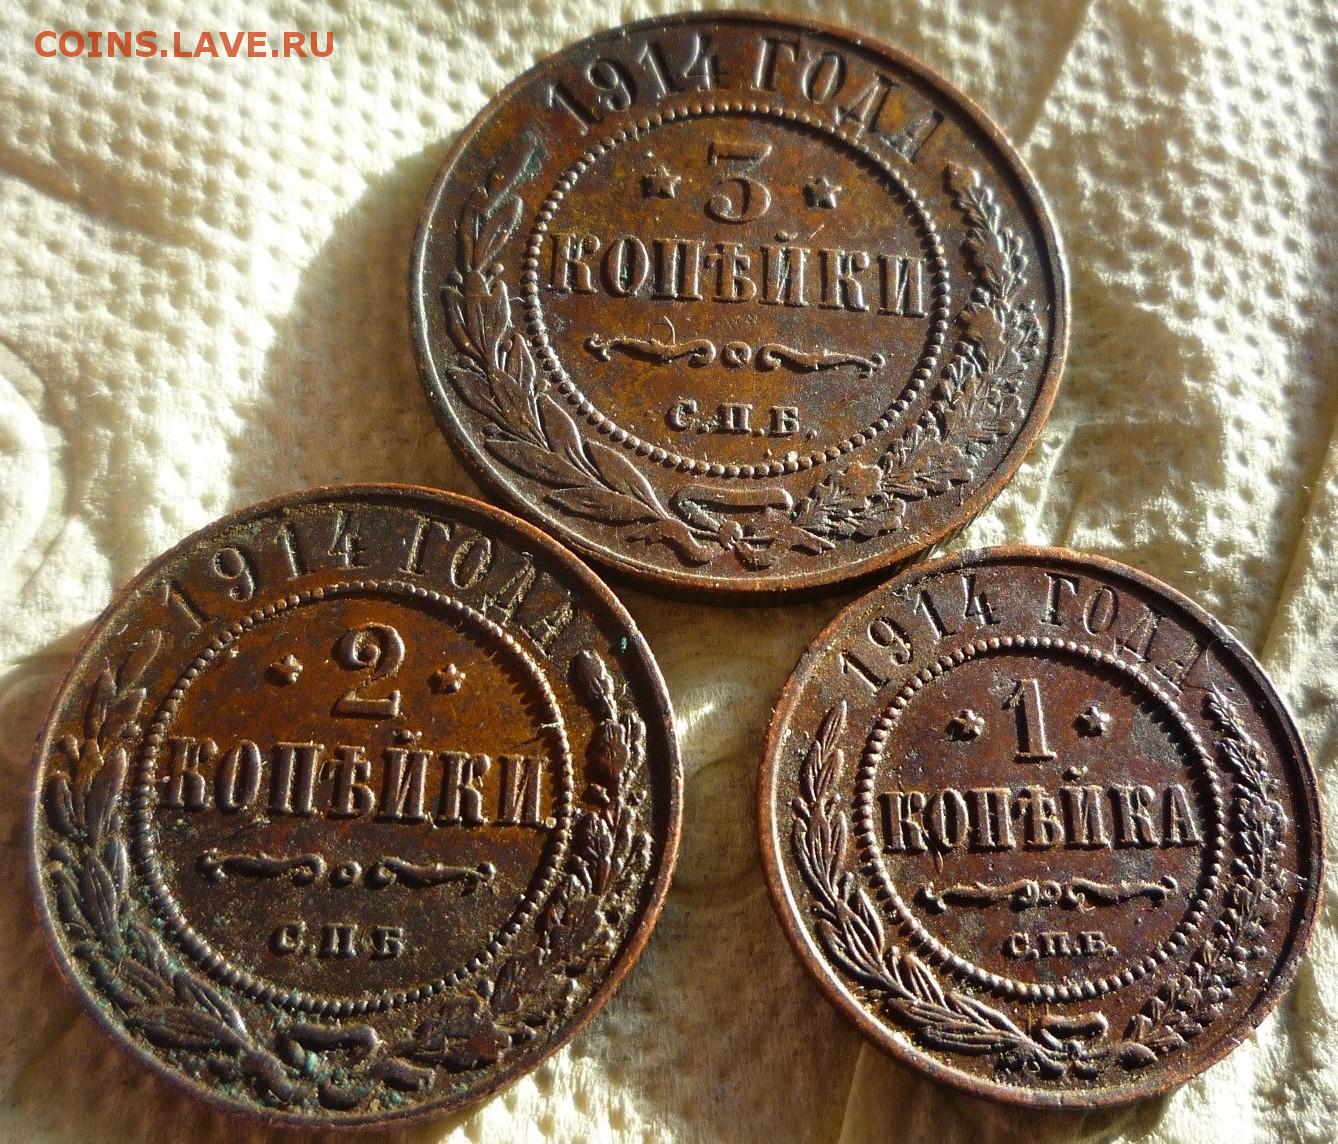 COINS.LAVE.RU
1914 ГОДА
3
КОПѢЙКИ
С.П.Б.
1914 ГОДА
2
КОПѢЙКИ.
С.П.Б.
1914 ГОДА
1
КОПѢЙКА
С.П.Б.